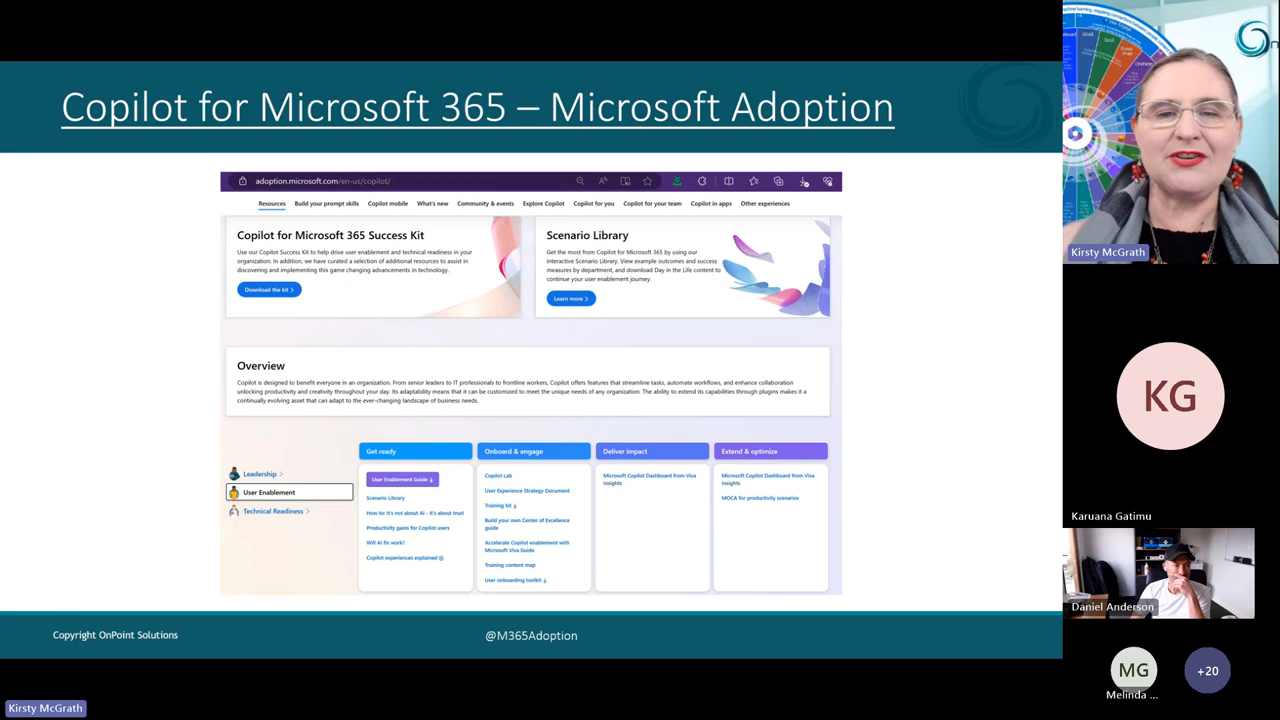 Copilot for Microsoft 365 – Microsoft Adoption
adoption.microsoft.com/en-us/copilot/
Resources
Build your prompt skills
Copilot mobile
What's new
Community & events
Explore Copilot
Copilot for you
Copilot for your team
Copilot in apps
Other experiences
Copilot for Microsoft 365 Success Kit
Use our Copilot Success Kit to help drive user enablement and technical readiness in your
organization. In addition, we have curated a selection of additional resources to assist in
discovering and implementing this game changing advancements in technology.
Download the kit
Scenario Library
Get the most from Copilot for Microsoft 365 by using our
interactive Scenario Library. View example outcomes and success
measures by department, and download Day in the Life content to
continue your user enablement journey.
Learn more
Overview
Copilot is designed to benefit everyone in an organization. From senior leaders to IT professionals to frontline workers, Copilot offers features that streamline tasks, automate workflows, and enhance collaboration
unlocking productivity and creativity throughout your day. Its adaptability means that it can be customized to meet the unique needs of any organization. The ability to extend its capabilities through plugins makes it a
continually evolving asset that can adapt to the ever-changing landscape of business needs.
Leadership
User Enablement
Technical Readiness
Get ready
User Enablement Guide
Scenario Library
How to: It's not about AI - it's about trust
Productivity gains for Copilot users
Will AI fix work?
Copilot experiences explained
Onboard & engage
Copilot Lab
User Experience Strategy Document
Training kit
Build your own Center of Excellence
guide
Accelerate Copilot enablement with
Microsoft Viva Guide
Training content map
User onboarding toolkit
Deliver impact
Microsoft Copilot Dashboard from Viva
Insights
Extend & optimize
Microsoft Copilot Dashboard from Viva
Insights
MOCA for productivity scenarios
Copyright OnPoint Solutions
@M365Adoption
Kirsty McGrath
Kirsty McGrath
KG
Karuana Gatimu
Daniel Anderson
MG
Melinda ...
+20